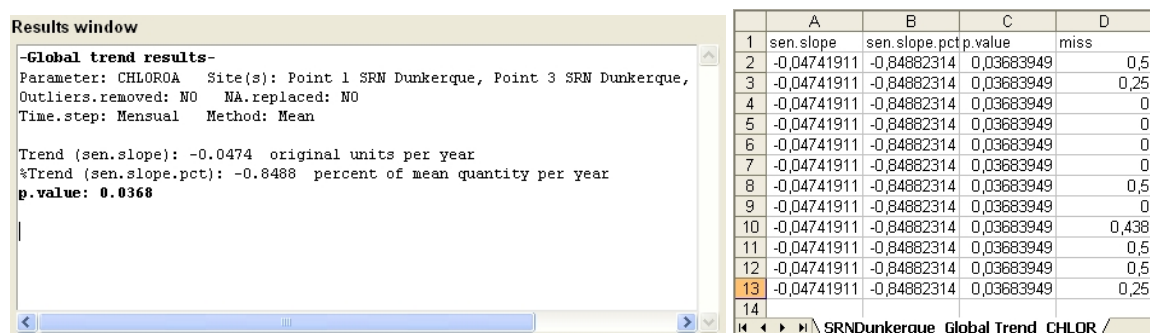 Results window
-Global trend results-
Parameter: CHLOROA Site(s): Point 1 SRN Dunkerque, Point 3 SRN Dunkerque,
Outliers.removed: NO NA.replaced: NO
Time.step: Mensual Method: Mean
Trend (sen.slope): -0.0474 original units per year
%Trend (sen.slope.pct): -0.8488 percent of mean quantity per year
p.value: 0.0368
A B C D
1 sen.slope sen.slope.pct p.value miss
2 -0,04741911 -0,84882314 0,03683949 0,5
3 -0,04741911 -0,84882314 0,03683949 0,25
4 -0,04741911 -0,84882314 0,03683949 0
5 -0,04741911 -0,84882314 0,03683949 0
6 -0,04741911 -0,84882314 0,03683949 0
7 -0,04741911 -0,84882314 0,03683949 0
8 -0,04741911 -0,84882314 0,03683949 0,5
9 -0,04741911 -0,84882314 0,03683949 0
10 -0,04741911 -0,84882314 0,03683949 0,438
11 -0,04741911 -0,84882314 0,03683949 0,5
12 -0,04741911 -0,84882314 0,03683949 0,5
13 -0,04741911 -0,84882314 0,03683949 0,25
14
SRNDunkerque_Global Trend_CHLOR